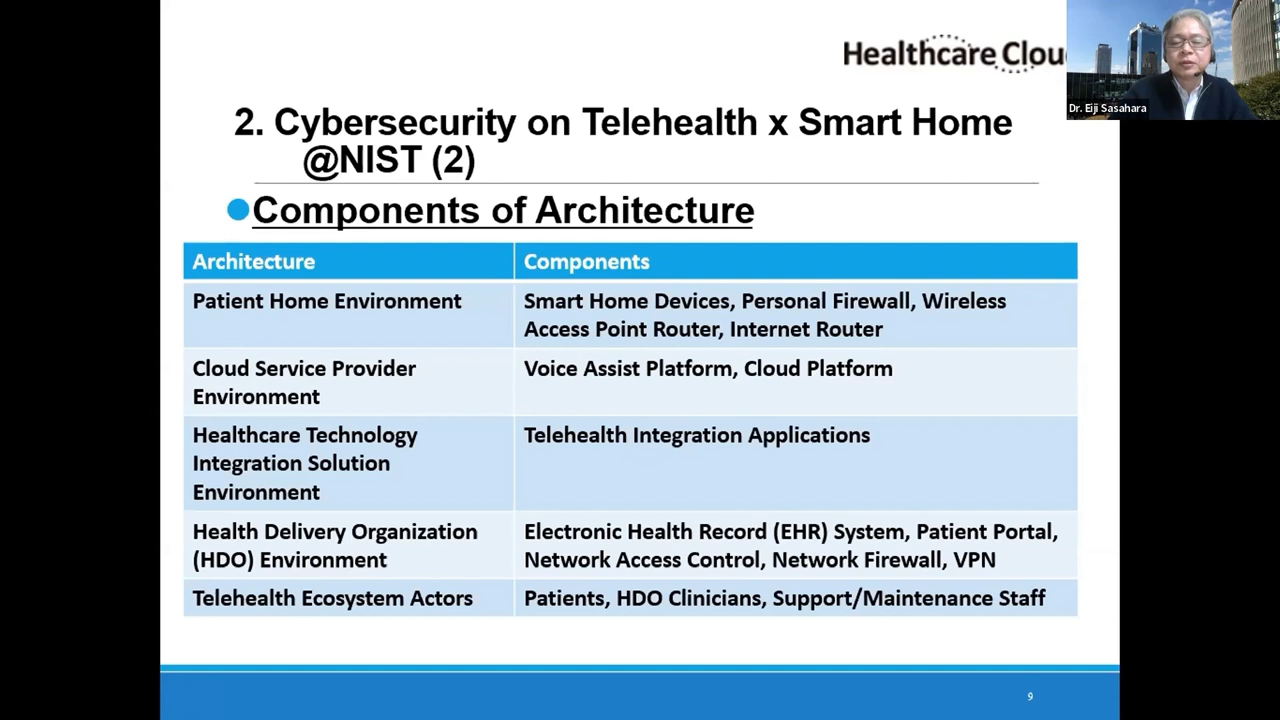 Healthcare Clou
Dr. Eiji Sasahara
2. Cybersecurity on Telehealth x Smart Home
@NIST (2)
Components of Architecture
Architecture
Components
Patient Home Environment
Smart Home Devices, Personal Firewall, Wireless
Access Point Router, Internet Router
Cloud Service Provider
Environment
Voice Assist Platform, Cloud Platform
Healthcare Technology
Integration Solution
Environment
Telehealth Integration Applications
Health Delivery Organization
(HDO) Environment
Electronic Health Record (EHR) System, Patient Portal,
Network Access Control, Network Firewall, VPN
Telehealth Ecosystem Actors
Patients, HDO Clinicians, Support/Maintenance Staff
9